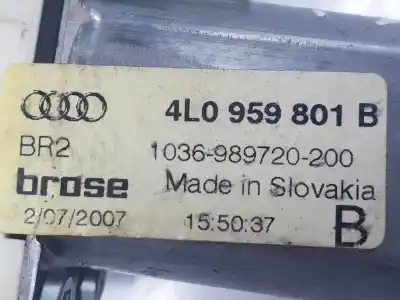 4L0 959 801 B
BR2 1036-989720-200
brose Made in Slovakia
2/07/2007 15:50:37 B